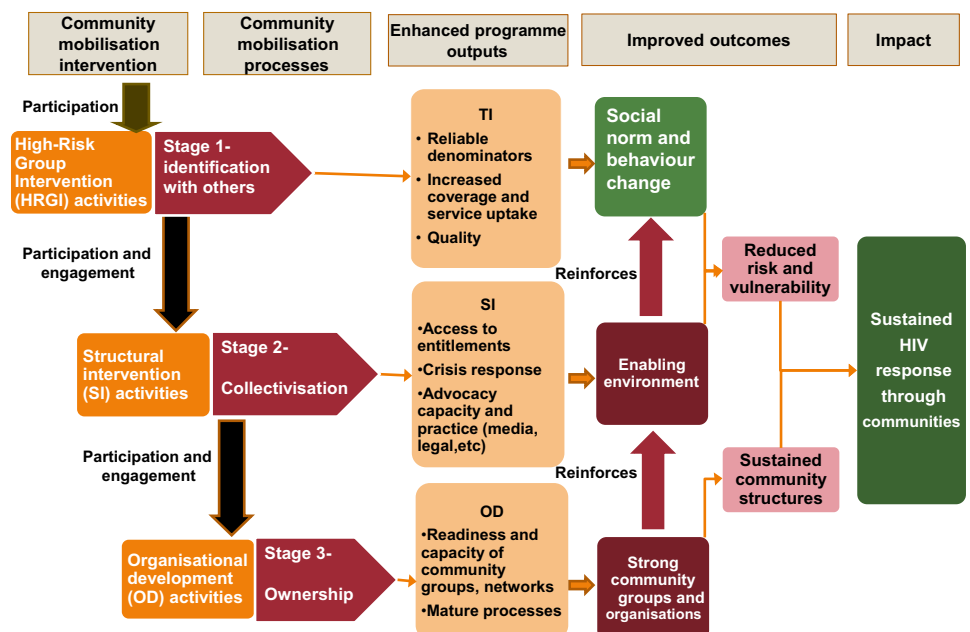 Community
mobilisation
intervention
Community
mobilisation
processes
Enhanced programme
outputs
Improved outcomes
Impact
Participation
High-Risk
Group
Intervention
(HRGI) activities
Stage 1-
identification
with others
TI
• Reliable
denominators
• Increased
coverage and
service uptake
• Quality
Social
norm and
behaviour
change
Participation and
engagement
Reinforces
Reduced
risk and
vulnerability
Structural
intervention
(SI) activities
Stage 2-
Collectivisation
SI
•Access to
entitlements
•Crisis response
•Advocacy
capacity and
practice (media,
legal,etc)
Enabling
environment
Sustained
HIV
response
through
communities
Participation and
engagement
Reinforces
Sustained
community
structures
Organisational
development
(OD) activities
Stage 3-
Ownership
OD
•Readiness and
capacity of
community
groups, networks
•Mature processes
Strong
community
groups and
organisations